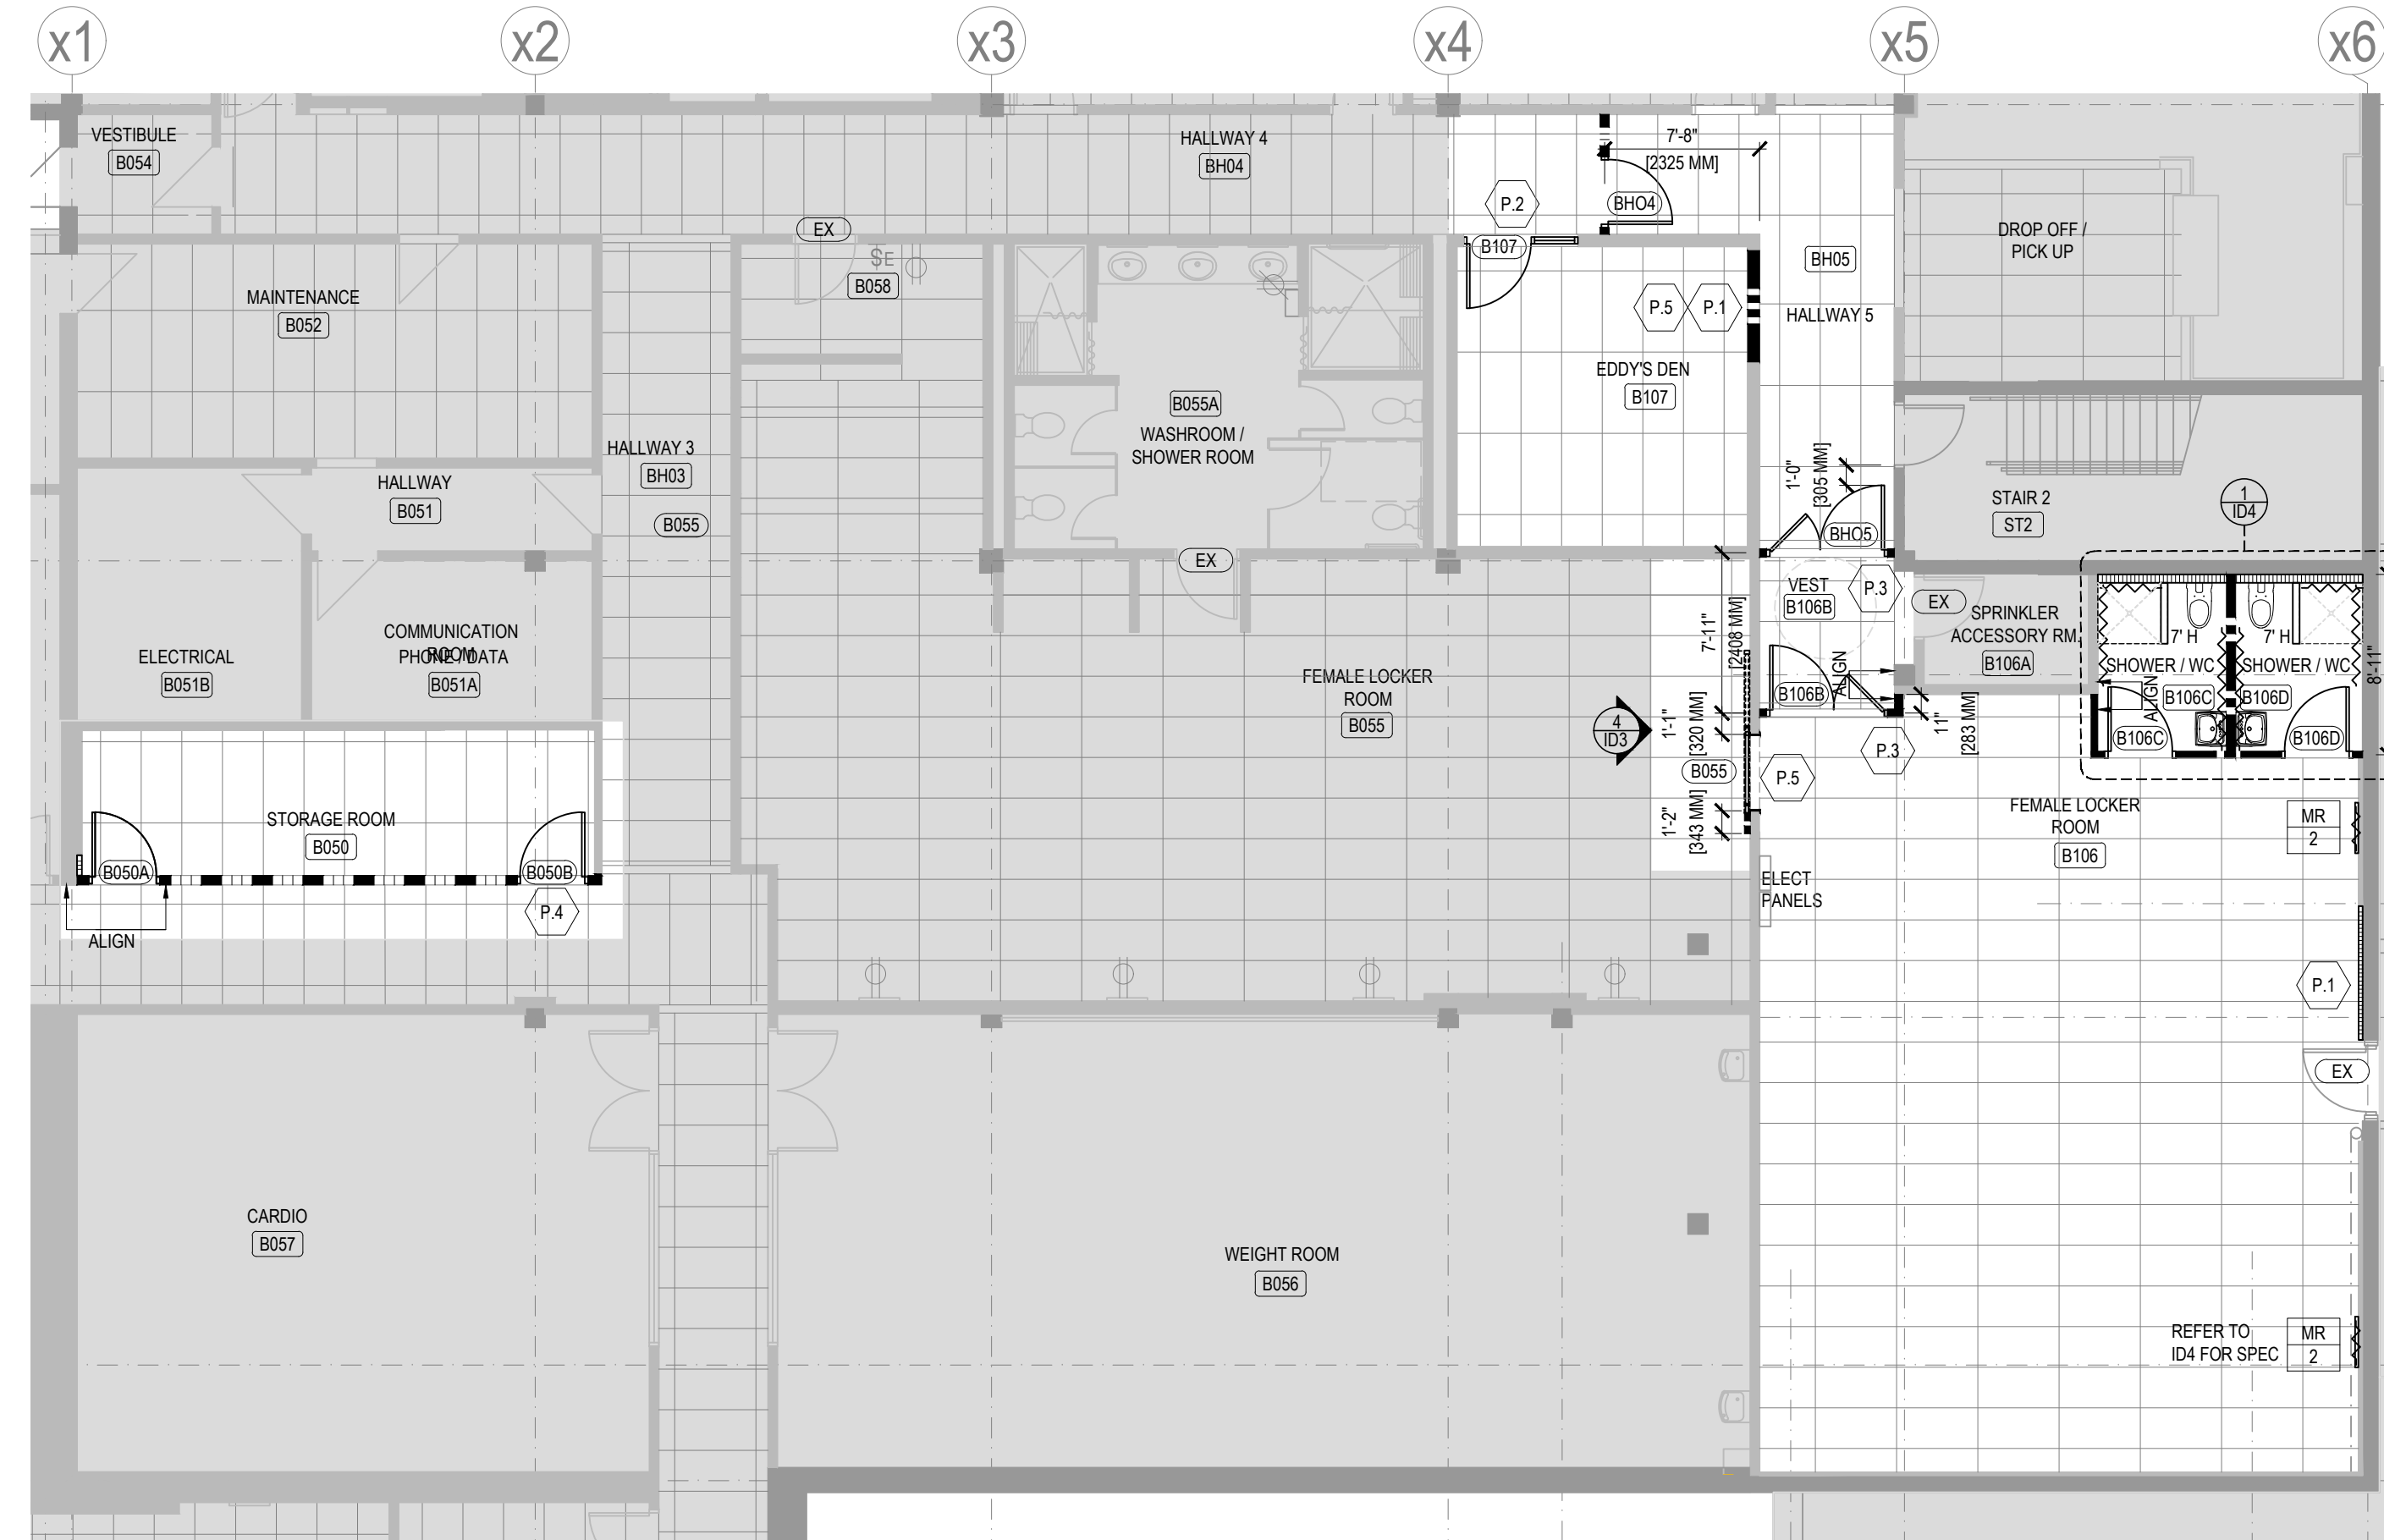 x1
x2
x3
x4
x5
x6
VESTIBULE
B054
HALLWAY 4
BH04
7'-8"
[2325 MM]
P.2
BHO4
B107
EX
SE
B058
DROP OFF /
PICK UP
BH05
HALLWAY 5
P.5
P.1
MAINTENANCE
B052
EDDY'S DEN
B107
B055A
WASHROOM /
SHOWER ROOM
HALLWAY 3
BH03
B055
HALLWAY
B051
1'-0"
[305 MM]
BHO5
STAIR 2
ST2
1
ID4
EX
VEST
B106B
P.3
EX
SPRINKLER
ACCESSORY RM.
B106A
7' H
7' H
SHOWER / WC
SHOWER / WC
B106C
B106D
ALIGN
B106C
B106D
8'-11"
COMMUNICATION
ROOM
PHONE / DATA
B051A
ELECTRICAL
B051B
FEMALE LOCKER
ROOM
B055
7'-11"
[2408 MM]
B106B
ALIGN
11"
[283 MM]
P.3
4
ID3
1'-1"
[320 MM]
B055
P.5
1'-2"
[343 MM]
STORAGE ROOM
B050
B050A
B050B
P.4
ALIGN
FEMALE LOCKER
ROOM
B106
MR
2
ELECT
PANELS
P.1
EX
CARDIO
B057
WEIGHT ROOM
B056
REFER TO
ID4 FOR SPEC
MR
2